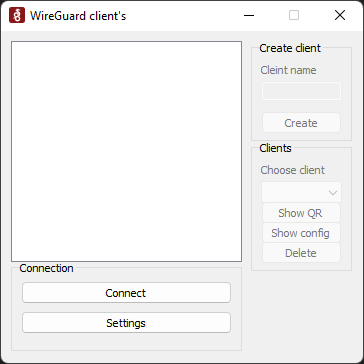 WireGuard client's
Create client
Cleint name
Create
Clients
Choose client
Show QR
Show config
Delete
Connection
Connect
Settings